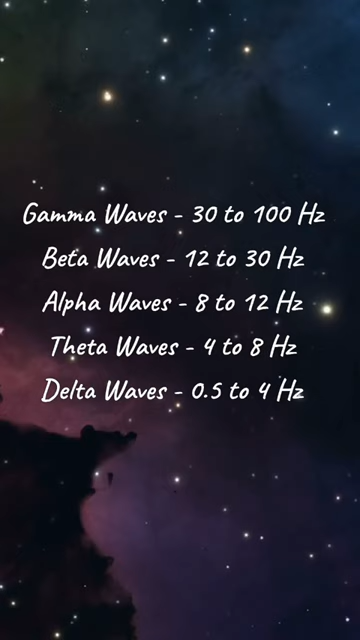 Gamma Waves - 30 to 100 Hz
Beta Waves - 12 to 30 Hz
Alpha Waves - 8 to 12 Hz
Theta Waves - 4 to 8 Hz
Delta Waves - 0.5 to 4 Hz